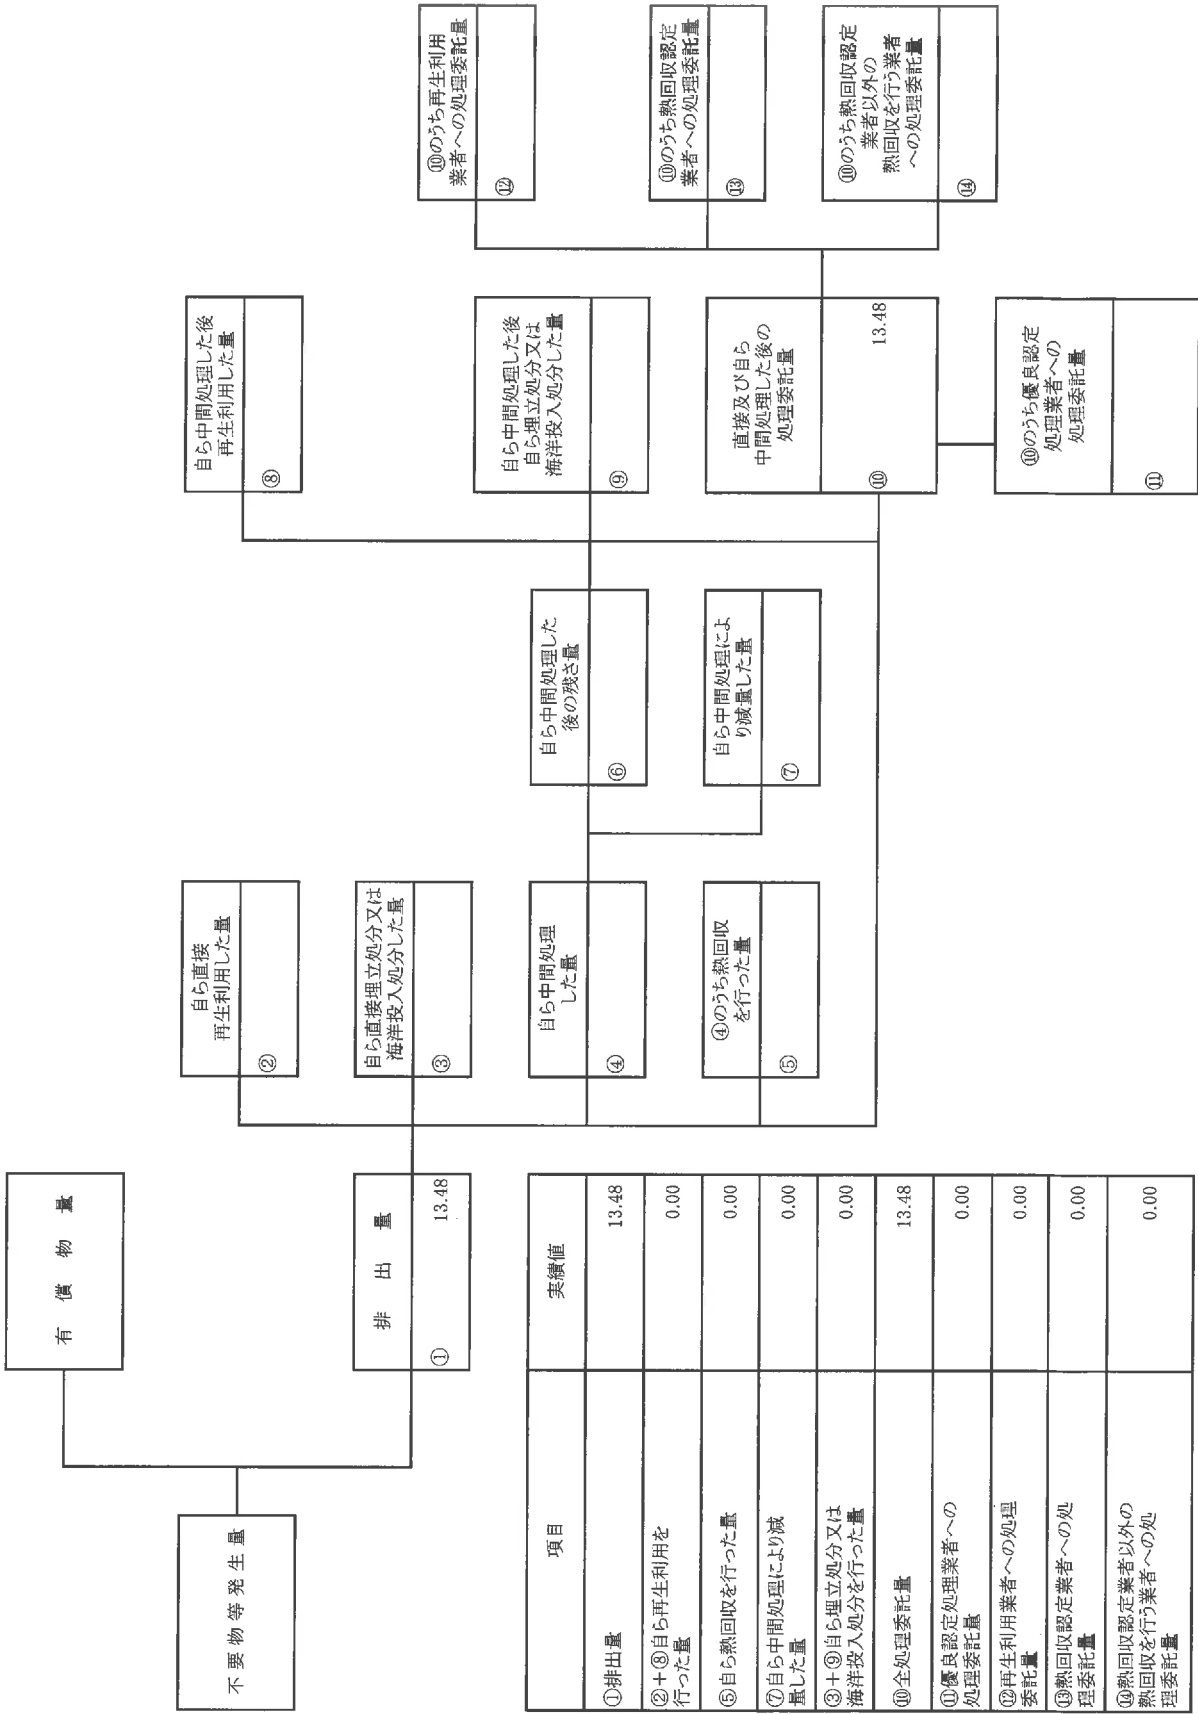 不要物等発生量
有償物量
排出量
① 13.48
自ら直接
再生利用した量
②
自ら直接埋立処分又は
海洋投入処分した量
③
自ら中間処理
した量
④
④のうち熱回収
を行った量
⑤
自ら中間処理した
後の残さ量
⑥
自ら中間処理によ
り減量した量
⑦
自ら中間処理した後
再生利用した量
⑧
自ら中間処理した後
自ら埋立処分又は
海洋投入処分した量
⑨
直接及び自ら
中間処理した後の
処理委託量
⑩ 13.48
⑩のうち優良認定
処理業者への
処理委託量
⑪
⑩のうち再生利用
業者への処理委託量
⑫
⑩のうち熱回収認定
業者への処理委託量
⑬
⑩のうち熱回収認定
業者以外の
熱回収を行う業者
への処理委託量
⑭
項目 実績値
①排出量 13.48
②+⑧自ら再生利用を
行った量 0.00
⑤自ら熱回収を行った量 0.00
⑦自ら中間処理により減
量した量 0.00
③+⑨自ら埋立処分又は
海洋投入処分を行った量 0.00
⑩全処理委託量 13.48
⑪優良認定処理業者への
処理委託量 0.00
⑫再生利用業者への処理
委託量 0.00
⑬熱回収認定業者への処
理委託量 0.00
⑭熱回収認定業者以外の
熱回収を行う業者への処
理委託量 0.00